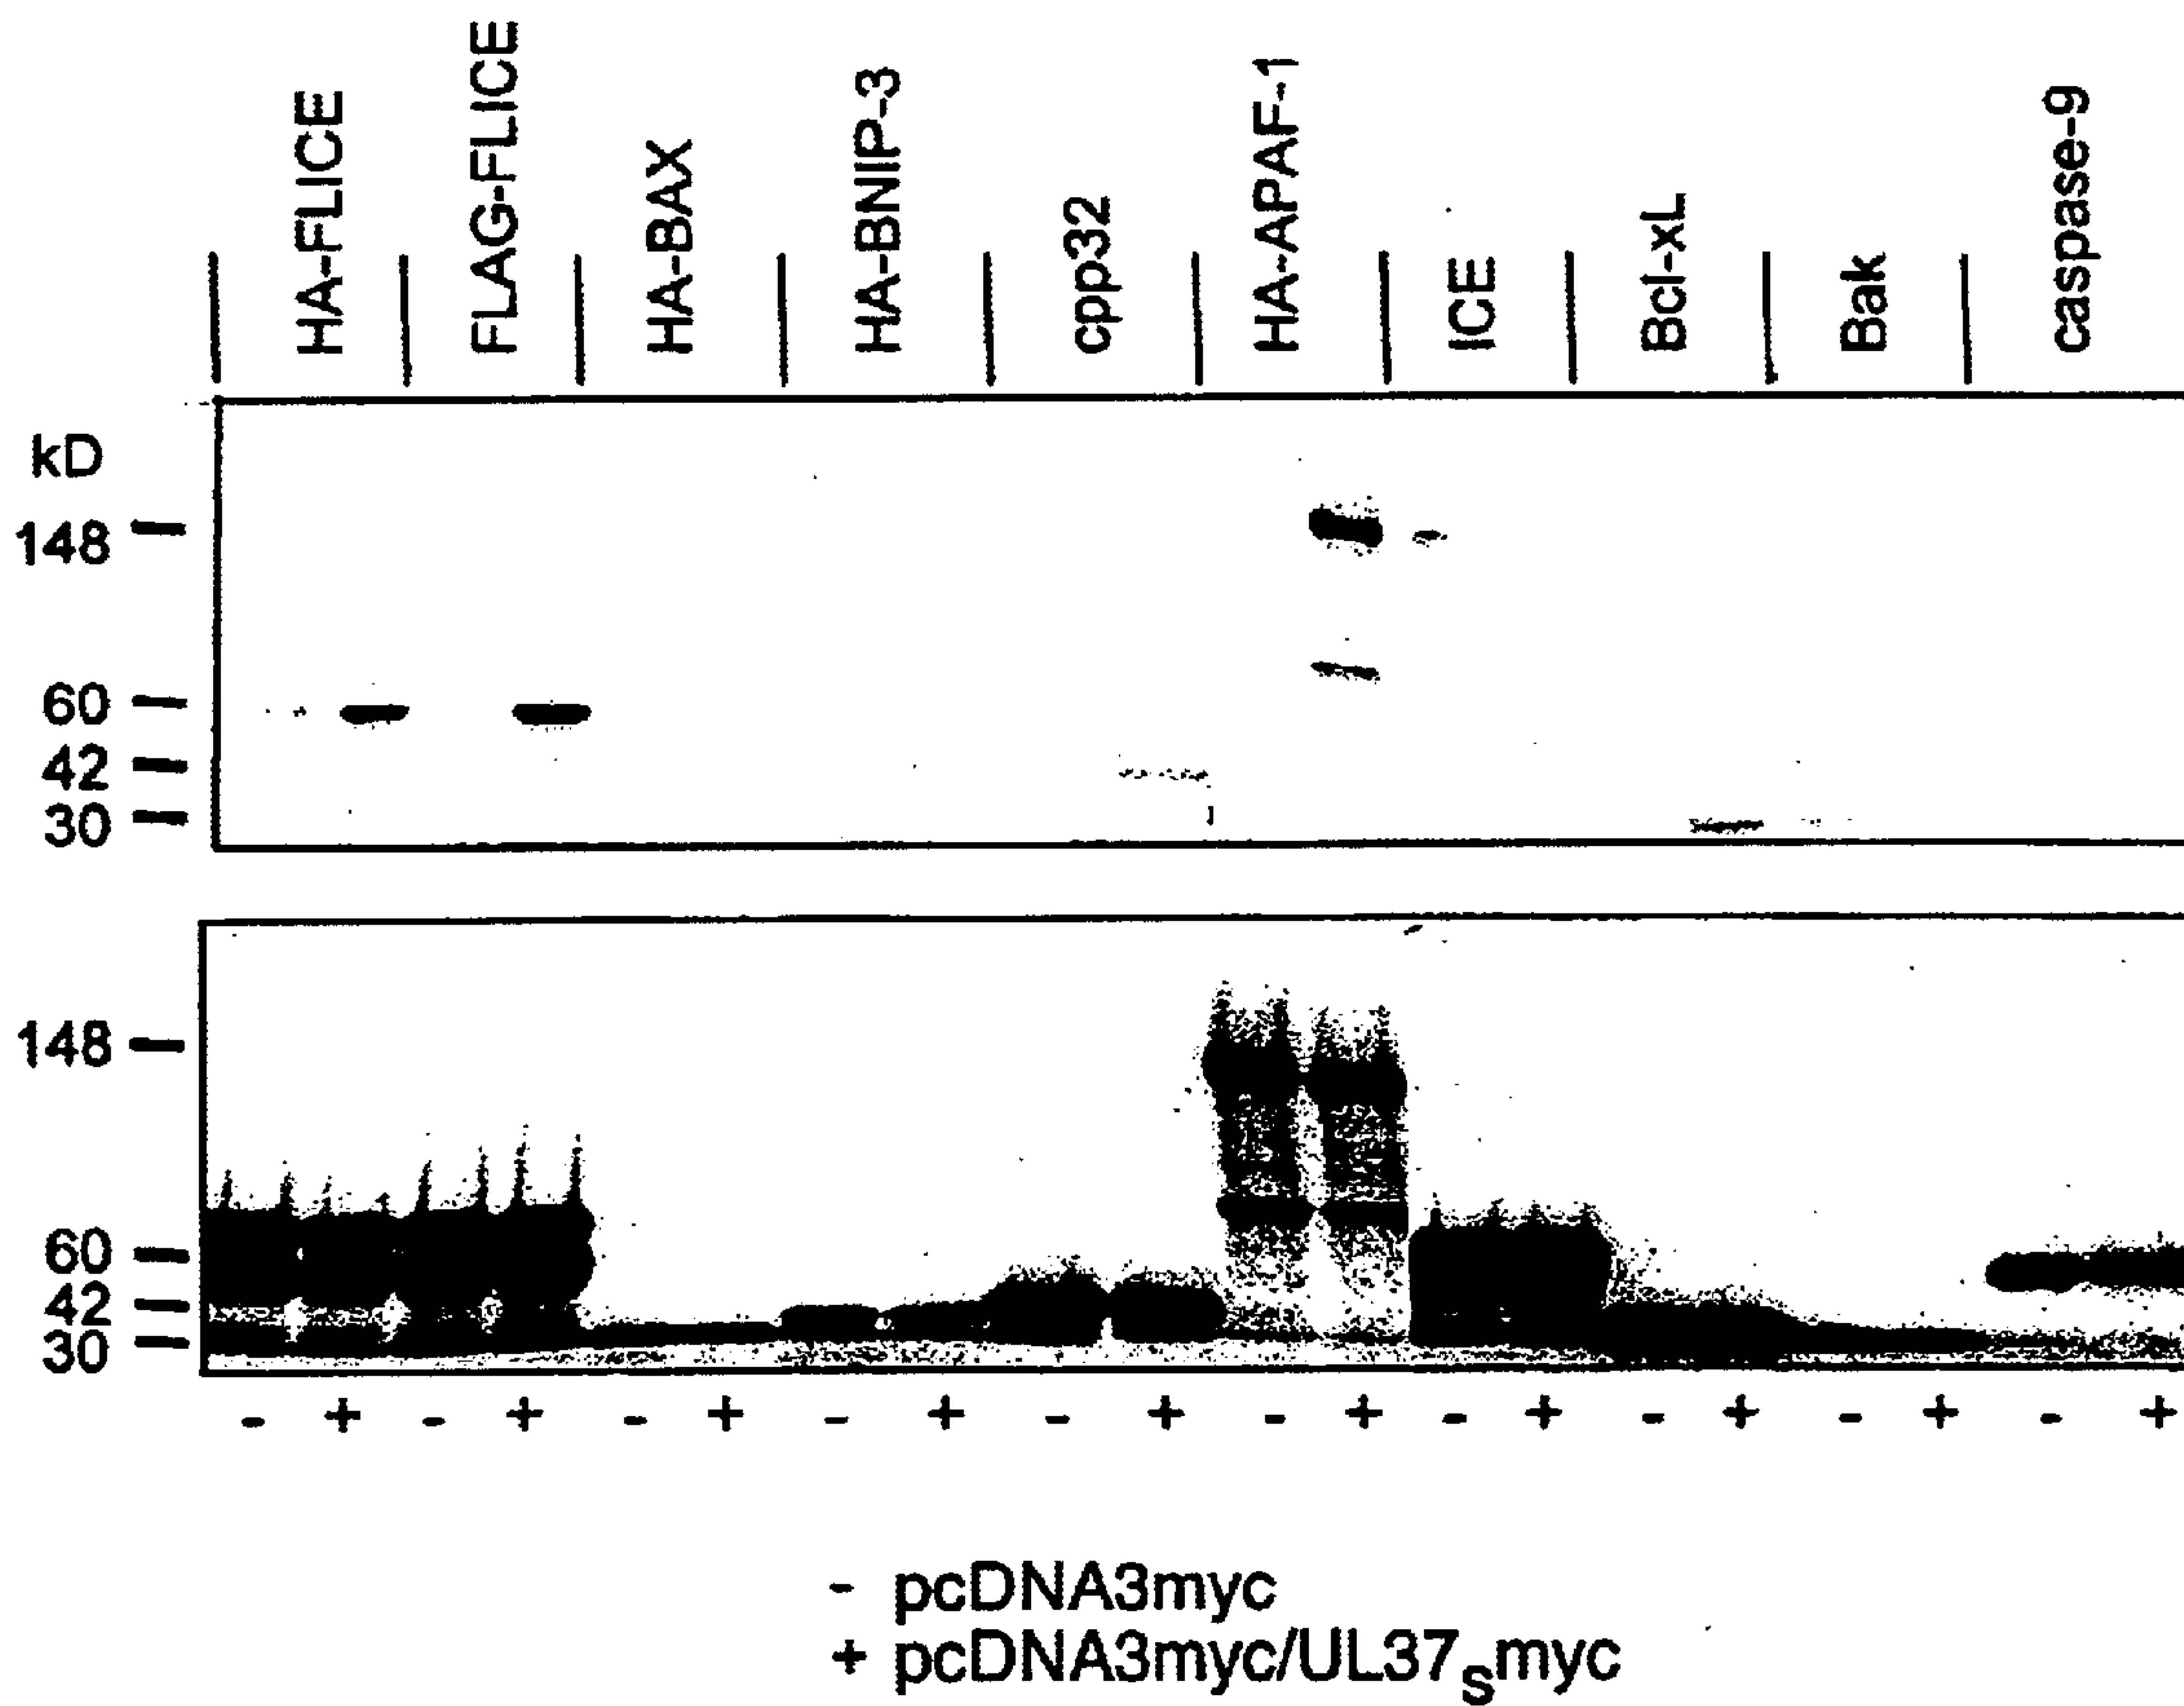 HA-FLICE
FLAG-FLICE
HA-BAX
HA-BNIP-3
cpp32
HA-APAF-1
ICE
Bcl-xL
Bak
caspase-9
kD
148
60
42
30
148
60
42
30
- + - + - + - + - + - + - + - + - + - +
- pcDNA3myc
+ pcDNA3myc/UL37smyc